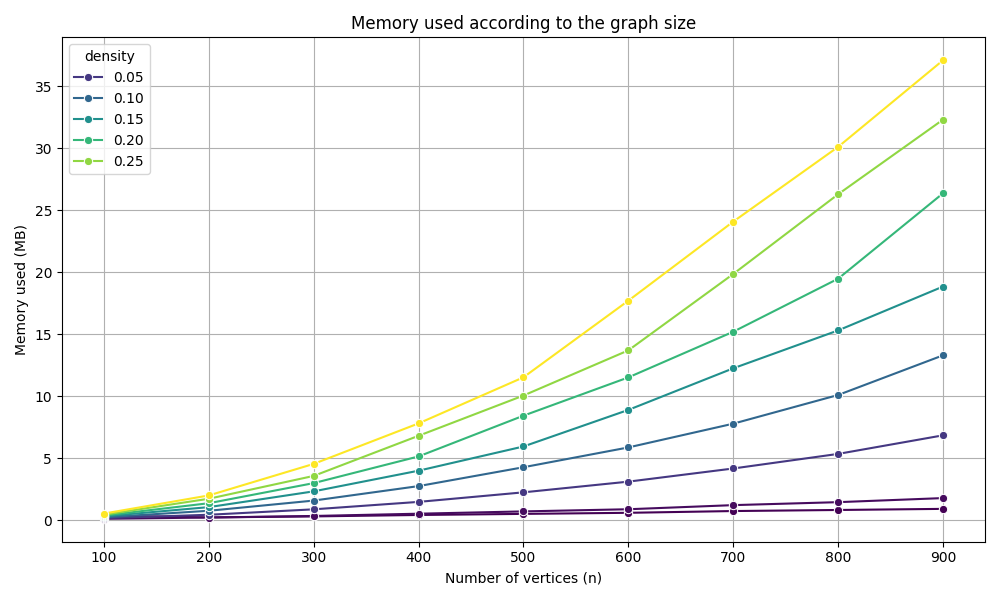 Memory used according to the graph size
density
0.05
0.10
0.15
0.20
0.25
Memory used (MB)
35
30
25
20
15
10
5
0
100 200 300 400 500 600 700 800 900
Number of vertices (n)